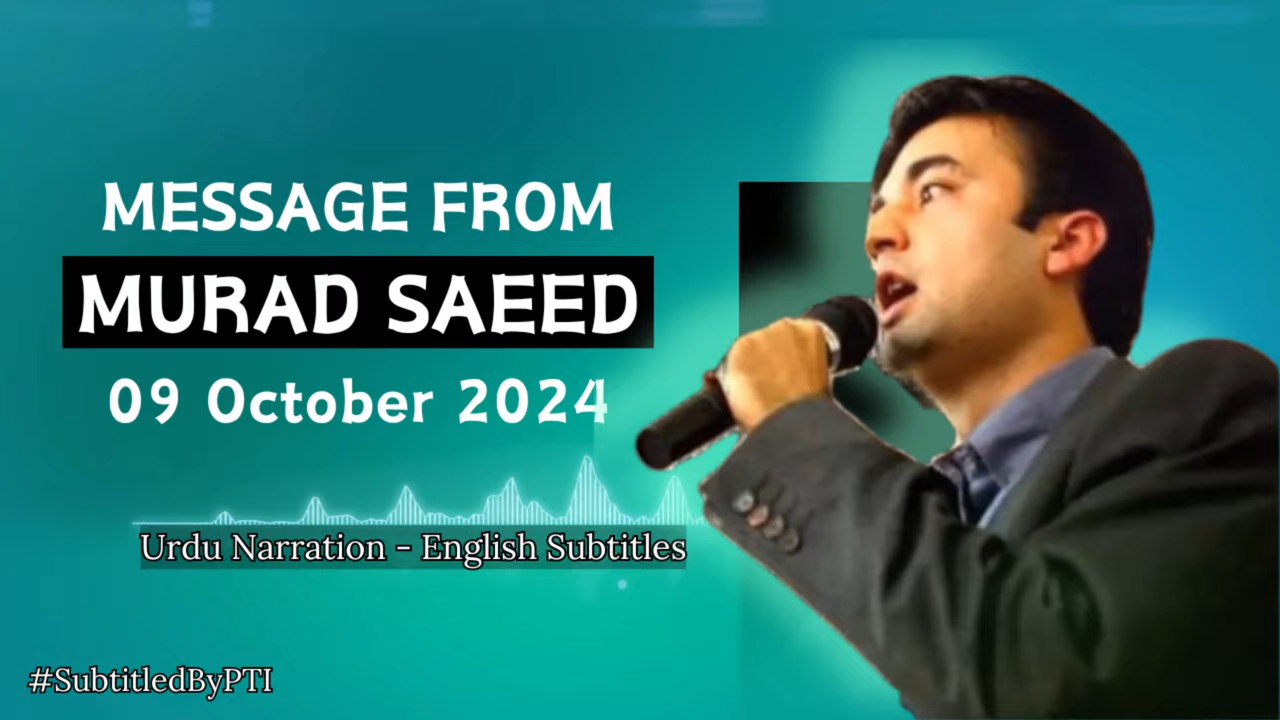 MESSAGE FROM
MURAD SAEED
09 October 2024
Urdu Narration - English Subtitles
#SubtitledByPTI